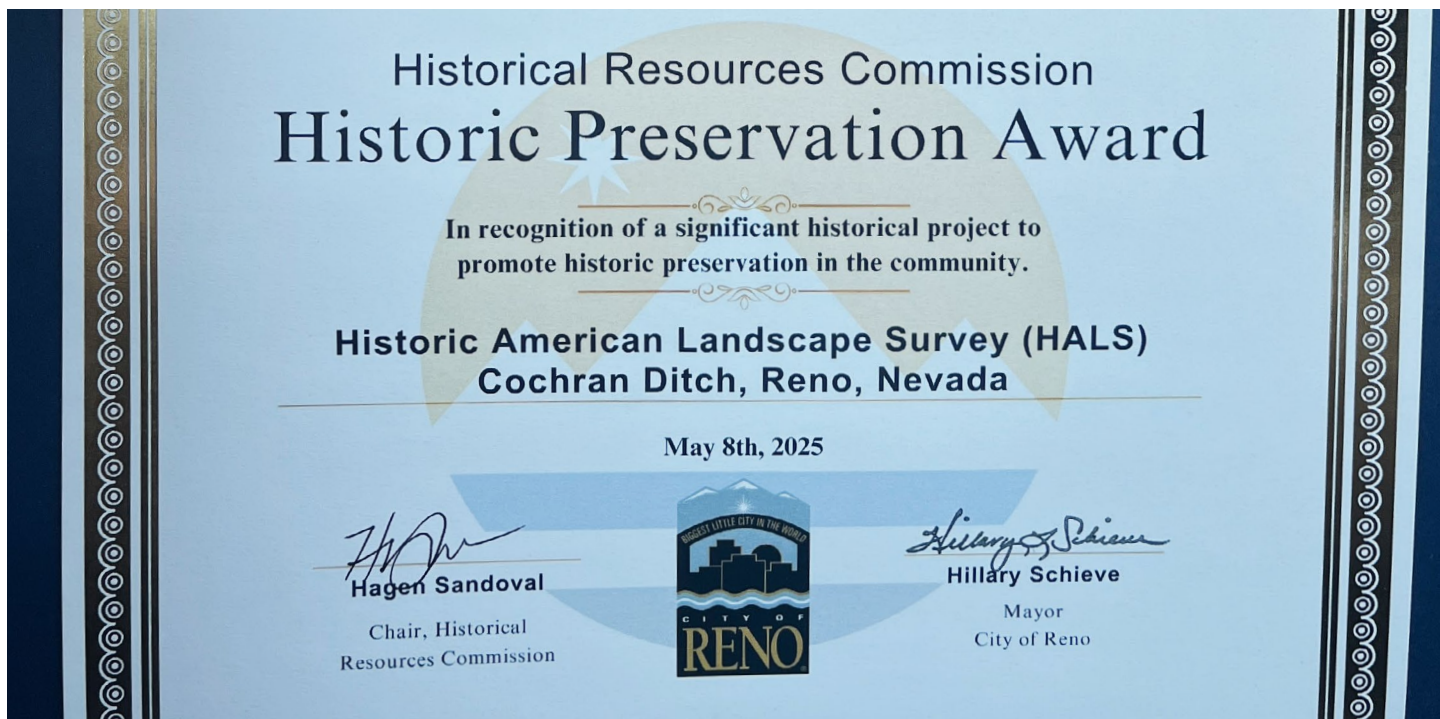 Historical Resources Commission
Historic Preservation Award
In recognition of a significant historical project to
promote historic preservation in the community.
Historic American Landscape Survey (HALS)
Cochran Ditch, Reno, Nevada
May 8th, 2025
Hagen Sandoval
Chair, Historical
Resources Commission
BIGGEST LITTLE CITY IN THE WORLD
CITY OF
RENO
Hillary Schieve
Hillary Schieve
Mayor
City of Reno